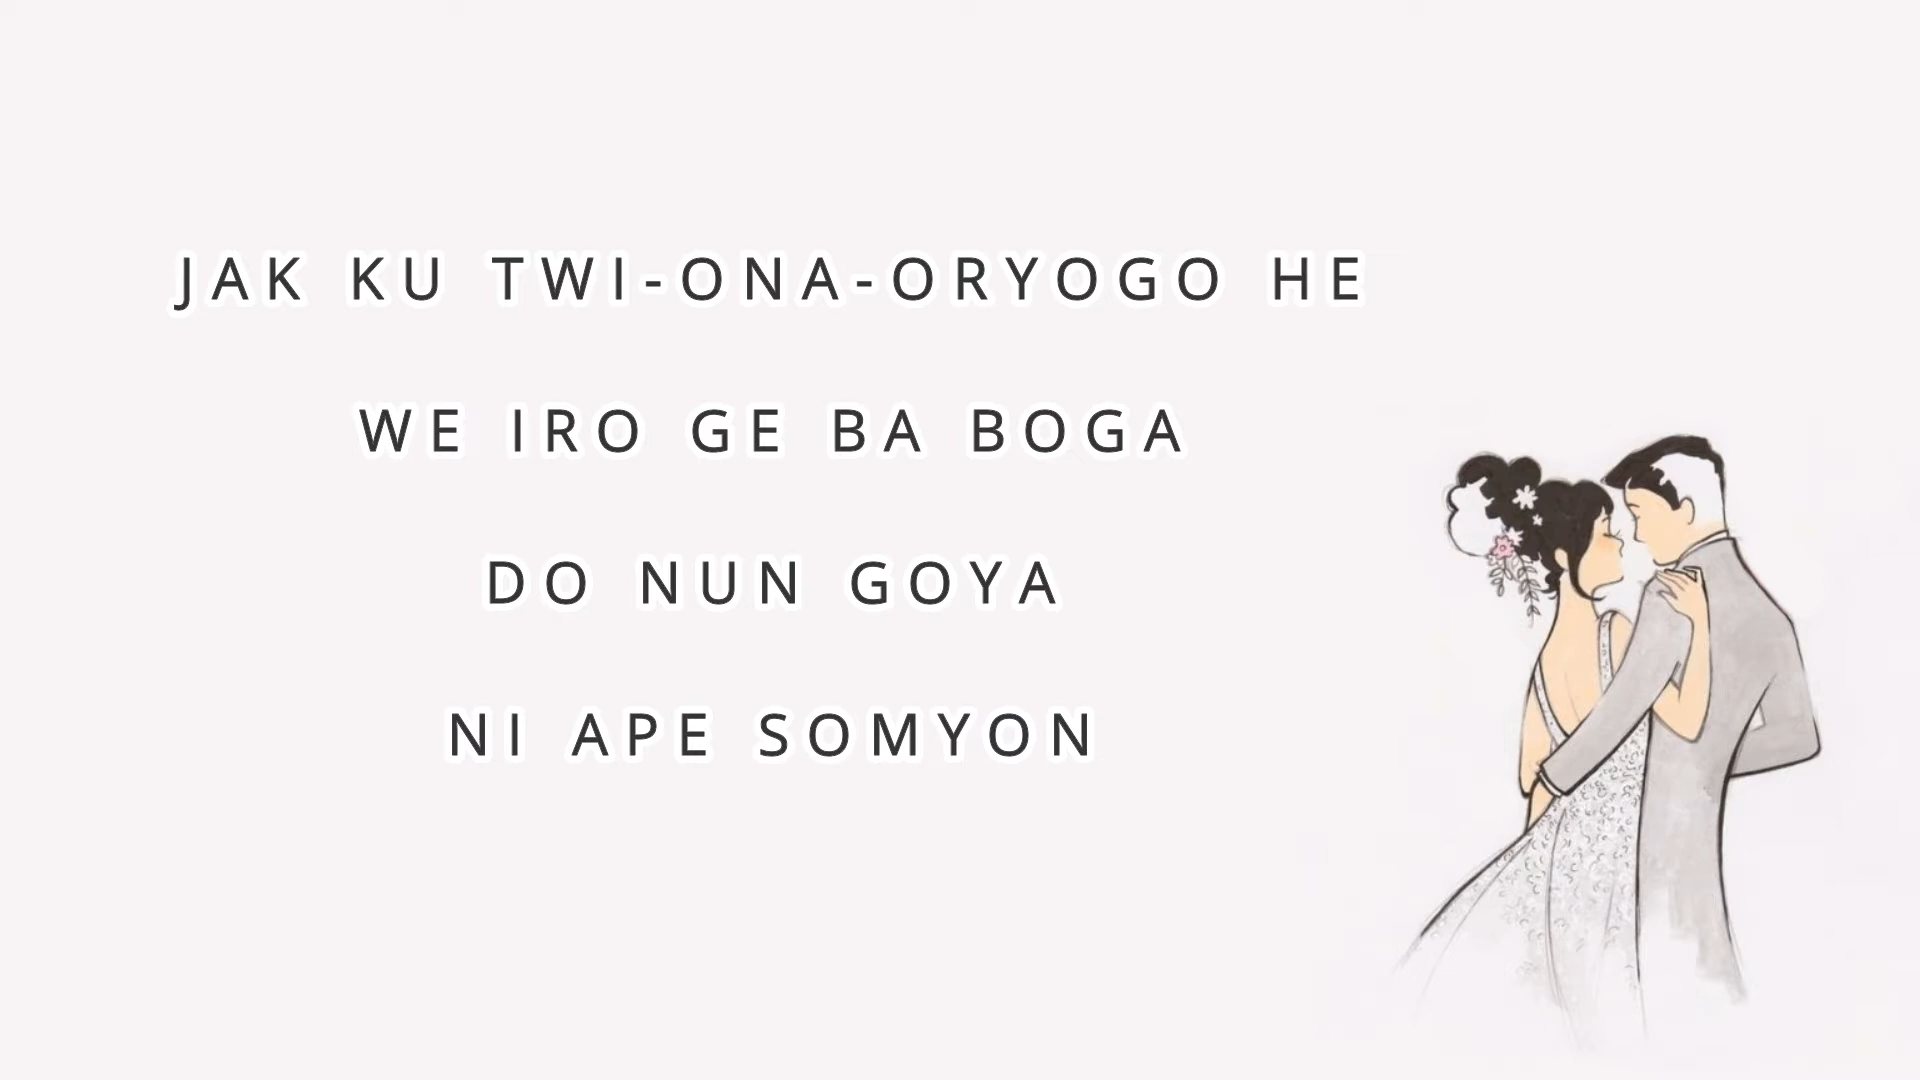 JAK KU TWI-ONA-ORYOGO HE
WE IRO GE BA BOGA
DO NUN GOYA
NI APE SOMYON